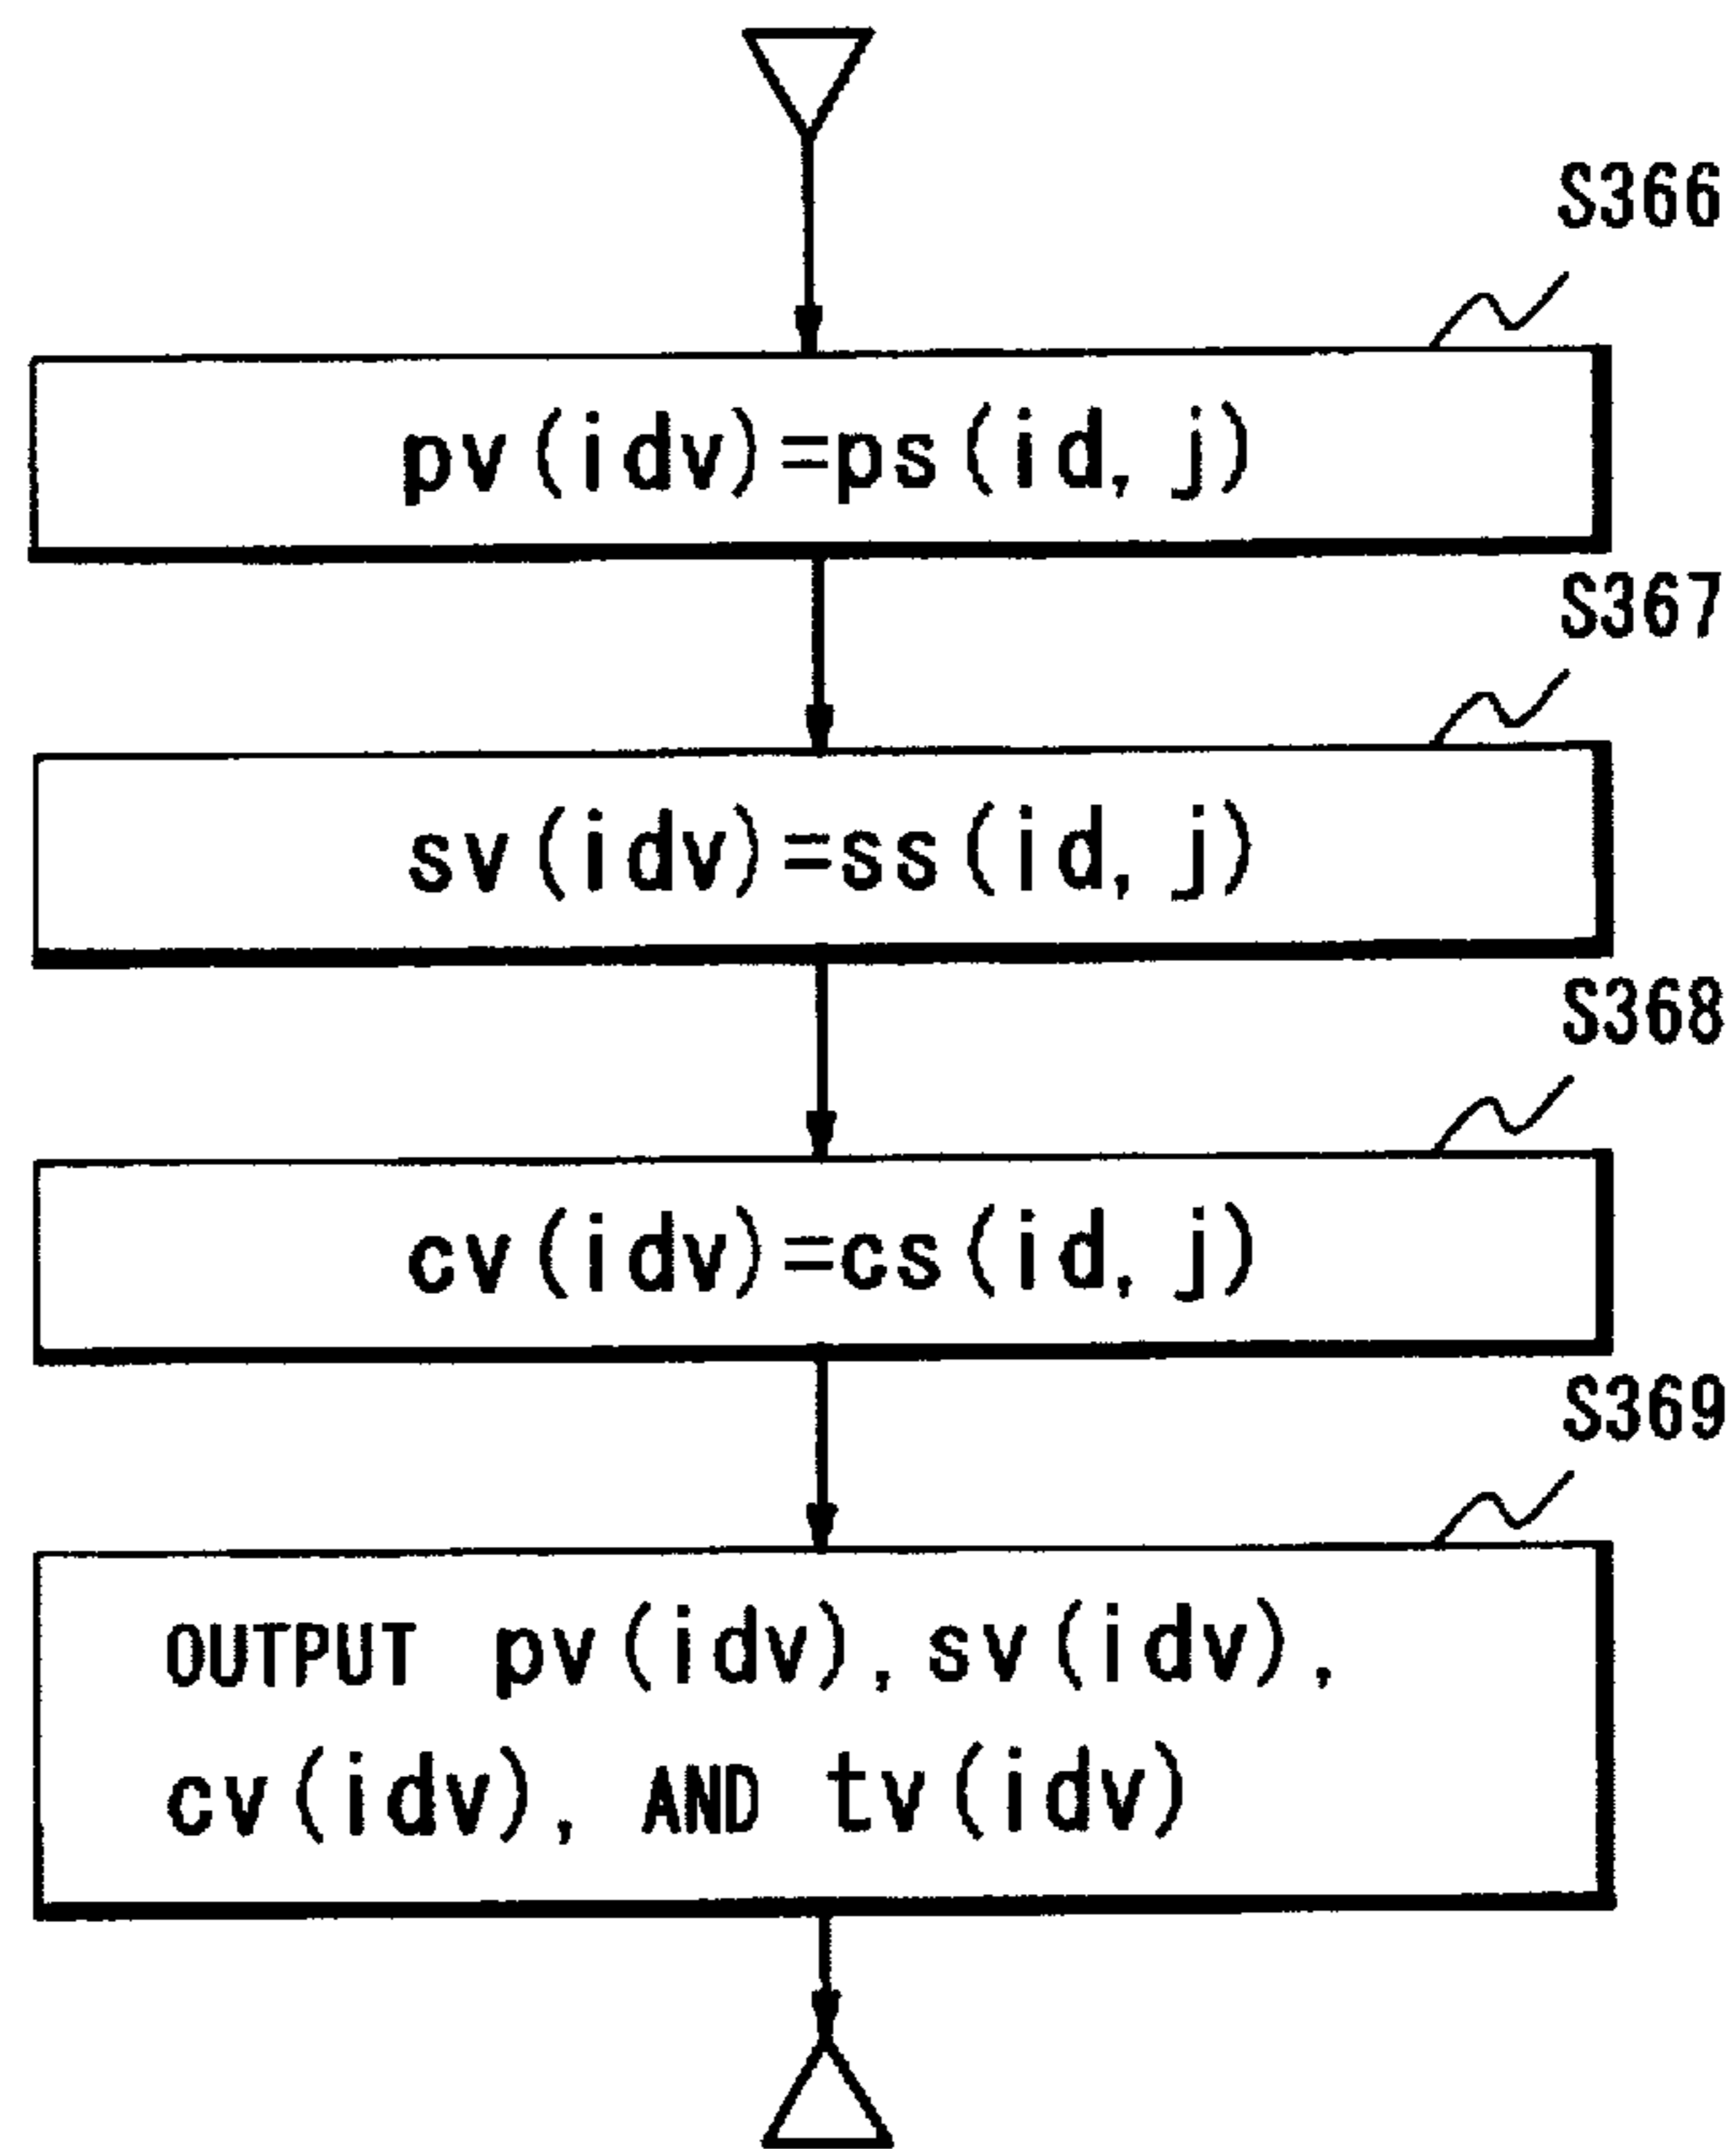 S366
pv(idv)=ps(id, j)
S367
sv(idv)=ss(id, j)
S368
cv(idv)=cs(id, j)
S369
OUTPUT pv(idv), sv(idv),
cv(idv), AND tv(idv)